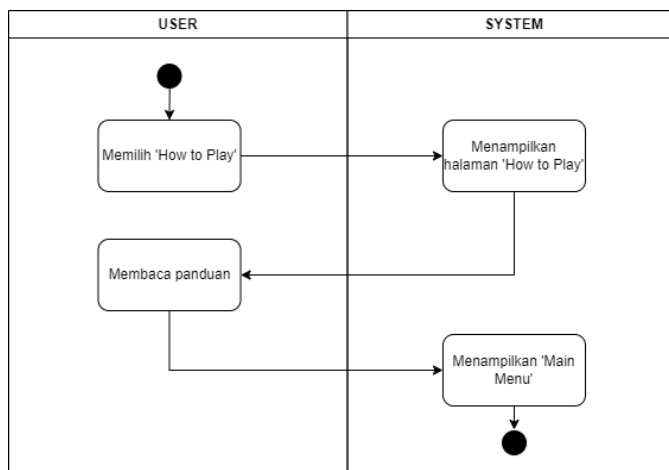 USER
SYSTEM
Memilih 'How to Play'
Menampilkan
halaman 'How to Play'
Membaca panduan
Menampilkan 'Main
Menu'